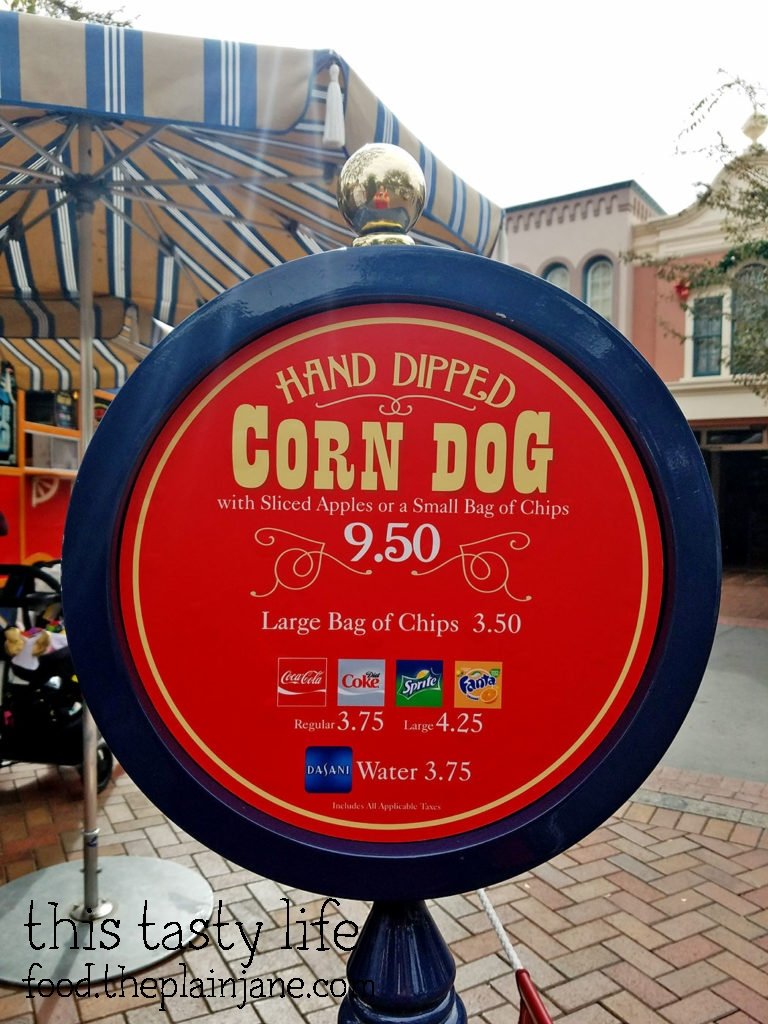 HAND DIPPED
CORN DOG
with Sliced Apples or a Small Bag of Chips
9.50
Large Bag of Chips 3.50
Coca-Cola Diet Coke Sprite Fanta
Regular 3.75 Large 4.25
DASANI Water 3.75
Includes All Applicable Taxes
this tasty life
food.theplainjane.com